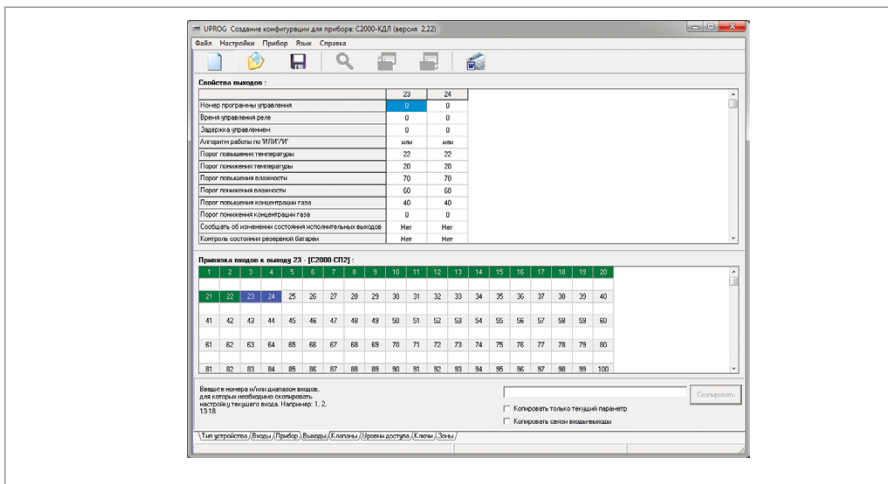 UPROG Создание конфигурации для прибора: С2000-КДЛ (версия 2.22)
Файл Настройки Прибор Язык Справка
Свойства выходов :
23 24
Номер программы управления 0 0
Время управления реле 0 0
Задержка управлением 0 0
Алгоритм работы по 'ИЛИ'/'И' или или
Порог повышения температуры 22 22
Порог понижения температуры 20 20
Порог повышения влажности 70 70
Порог понижения влажности 60 60
Порог повышения концентрации газа 40 40
Порог понижения концентрации газа 0 0
Сообщать об изменении состояния исполнительных выходов Нет Нет
Контроль состояния резервной батареи Нет Нет
Привязка входов к выходу 23 - [С2000-СП2] :
1 2 3 4 5 6 7 8 9 10 11 12 13 14 15 16 17 18 19 20
21 22 23 24 25 26 27 28 29 30 31 32 33 34 35 36 37 38 39 40
41 42 43 44 45 46 47 48 49 50 51 52 53 54 55 56 57 58 59 60
61 62 63 64 65 66 67 68 69 70 71 72 73 74 75 76 77 78 79 80
81 82 83 84 85 86 87 88 89 90 91 92 93 94 95 96 97 98 99 100
Введите номера и/или диапазон входов,
для которых необходимо скопировать
настройку текущего входа. Например: 1, 2,
13-18
Скопировать
Копировать только текущий параметр
Копировать связи входы-выходы
Тип устройства Входы Прибор Выходы Клапаны Уровни доступа Ключи Зоны